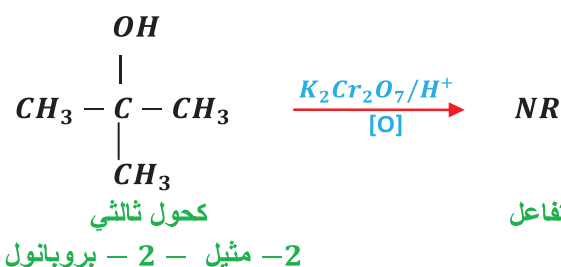 OH
CH₃ – C – CH₃
K₂Cr₂O₇/H⁺
[O]
NR
CH₃
كحول ثالثي
2– مثيل – 2 – بروبانول